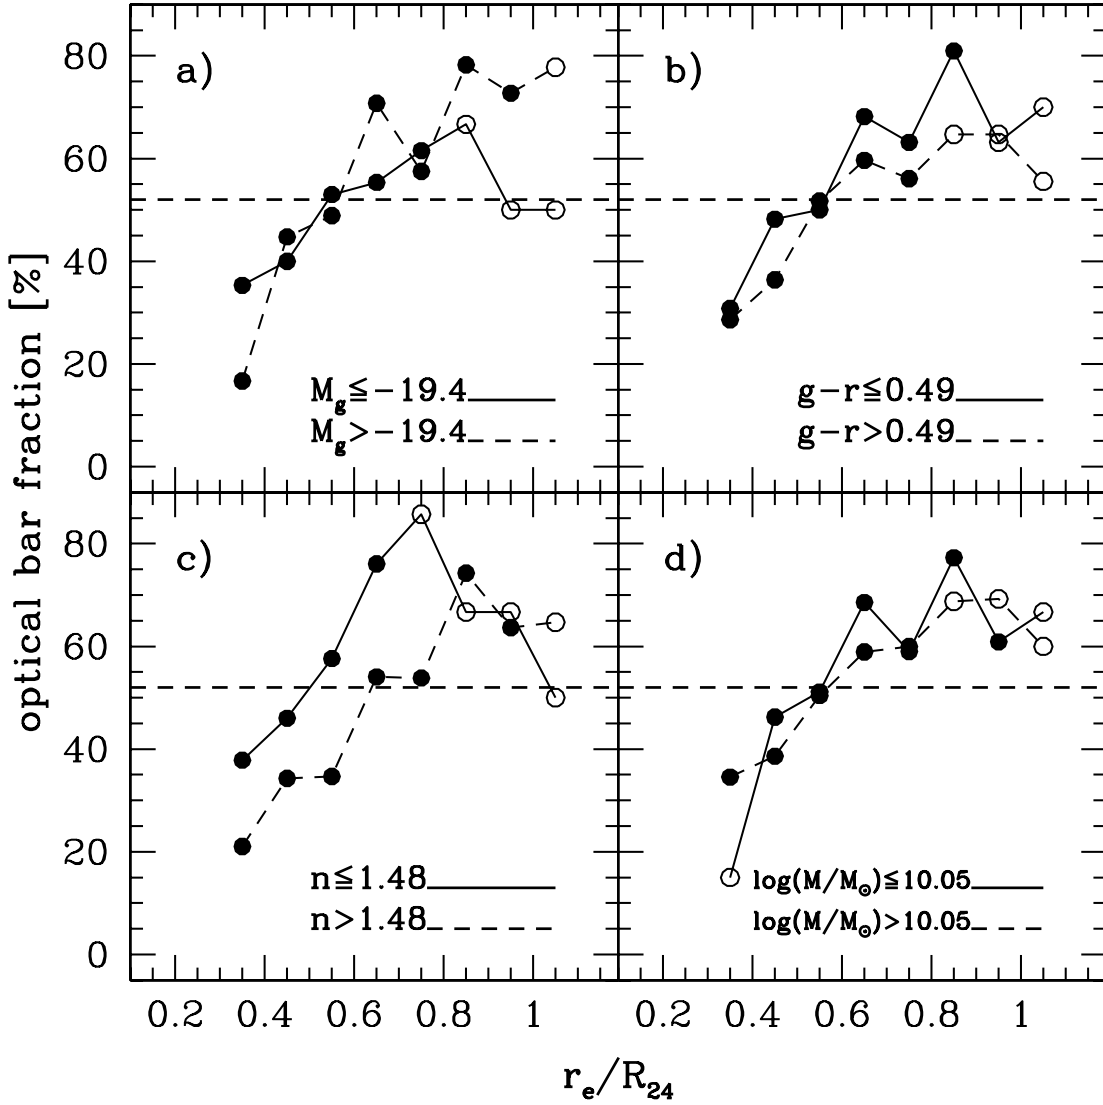 optical bar fraction [%]
80
60
40
20
0
a)
M_g≦−19.4
M_g>−19.4
b)
g−r≦0.49
g−r>0.49
80
60
40
20
0
c)
n≦1.48
n>1.48
d)
log(M/M_⊙)≦10.05
log(M/M_⊙)>10.05
0.2 0.4 0.6 0.8 1 0.2 0.4 0.6 0.8 1
r_e/R_24